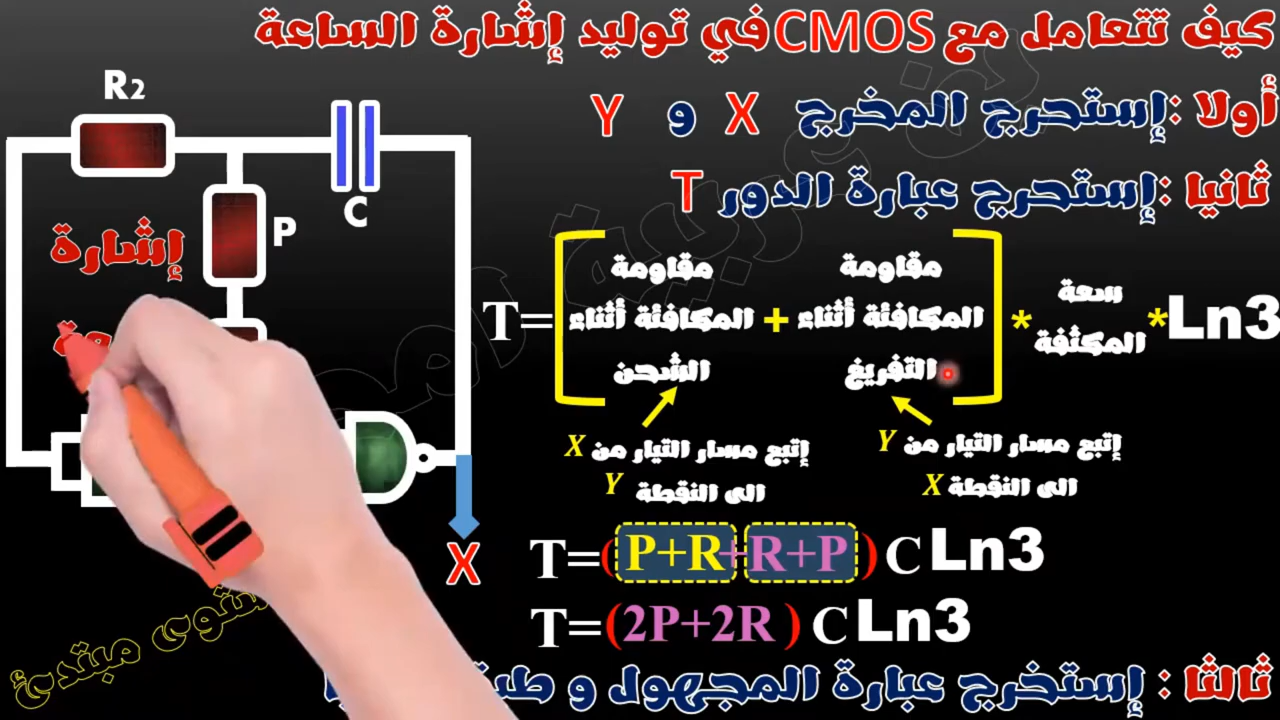 كيف تتعامل مع CMOS في توليد إشارة الساعة
أولا :إستحرج المخرج X و Y
ثانيا :إستحرج عبارة الدور T
R2
C
P
إشارة
T=[ مقاومة المكافئة أثناء الشحن + مقاومة المكافئة أثناء التفريغ ] * سعة المكثفة * Ln3
إتبع مسار التيار من X
الى النقطة Y
إتبع مسار التيار من Y
الى النقطة X
X
T=(P+R+R+P) C Ln3
T=(2P+2R) C Ln3
مبتدئ
ثالثا : إستخرج عبارة المجهول و